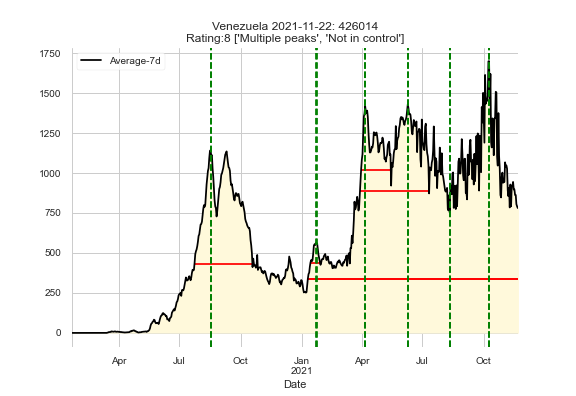 Venezuela 2021-11-22: 426014
Rating:8 ['Multiple peaks', 'Not in control']
Average-7d
1750
1500
1250
1000
750
500
250
0
Apr
Jul
Oct
Jan
2021
Apr
Jul
Oct
Date